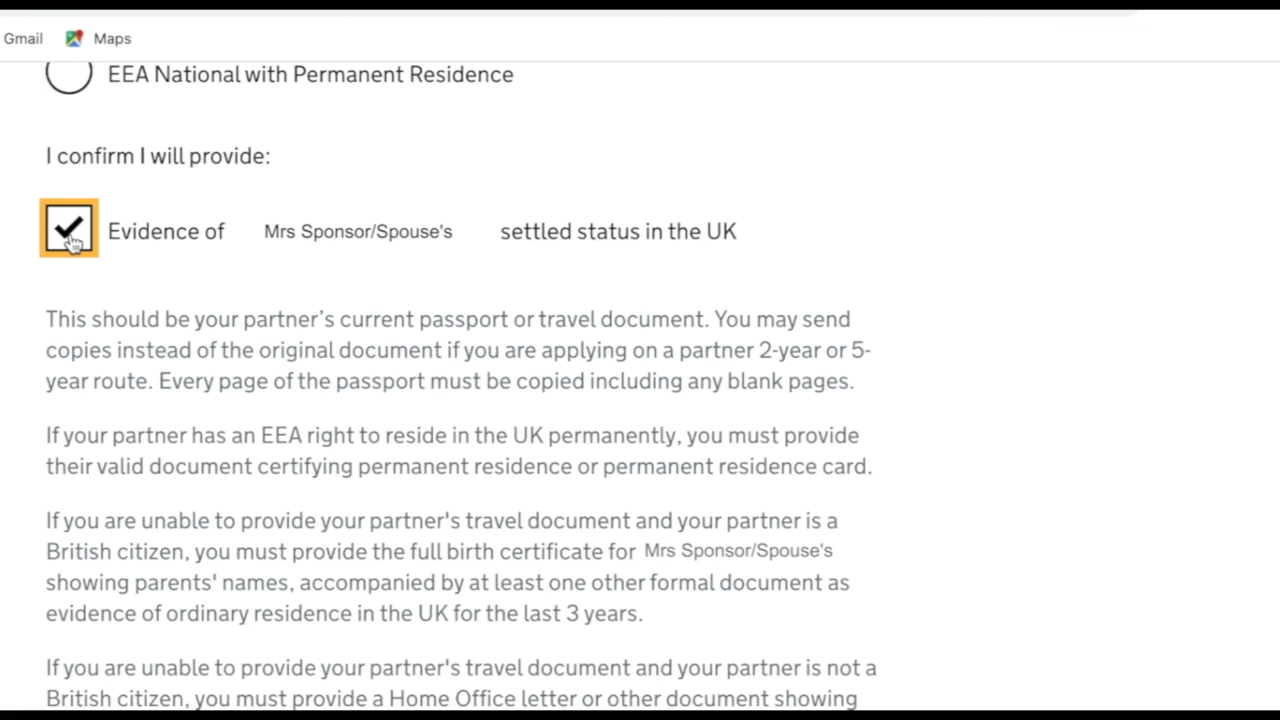 Gmail Maps
EEA National with Permanent Residence
I confirm I will provide:
Evidence of Mrs Sponsor/Spouse's settled status in the UK
This should be your partner’s current passport or travel document. You may send
copies instead of the original document if you are applying on a partner 2-year or 5-
year route. Every page of the passport must be copied including any blank pages.
If your partner has an EEA right to reside in the UK permanently, you must provide
their valid document certifying permanent residence or permanent residence card.
If you are unable to provide your partner's travel document and your partner is a
British citizen, you must provide the full birth certificate for Mrs Sponsor/Spouse's
showing parents' names, accompanied by at least one other formal document as
evidence of ordinary residence in the UK for the last 3 years.
If you are unable to provide your partner's travel document and your partner is not a
British citizen, you must provide a Home Office letter or other document showing